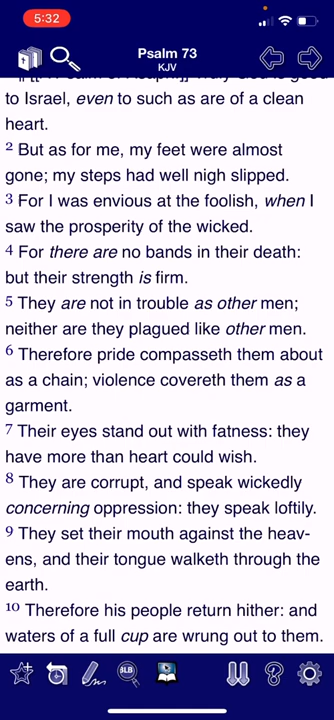 5:32
Psalm 73
KJV
to Israel, even to such as are of a clean
heart.
2 But as for me, my feet were almost
gone; my steps had well nigh slipped.
3 For I was envious at the foolish, when I
saw the prosperity of the wicked.
4 For there are no bands in their death:
but their strength is firm.
5 They are not in trouble as other men;
neither are they plagued like other men.
6 Therefore pride compasseth them about
as a chain; violence covereth them as a
garment.
7 Their eyes stand out with fatness: they
have more than heart could wish.
8 They are corrupt, and speak wickedly
concerning oppression: they speak loftily.
9 They set their mouth against the heav-
ens, and their tongue walketh through the
earth.
10 Therefore his people return hither: and
waters of a full cup are wrung out to them.
BLB